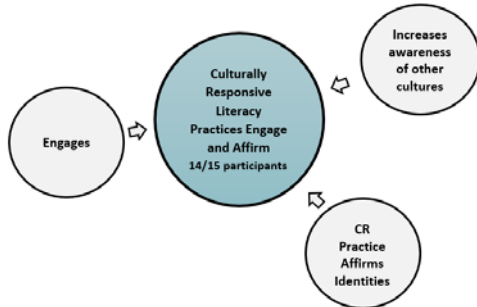 Culturally
Responsive
Literacy
Practices Engage
and Affirm
14/15 participants
Increases
awareness
of other
cultures
Engages
CR
Practice
Affirms
Identities